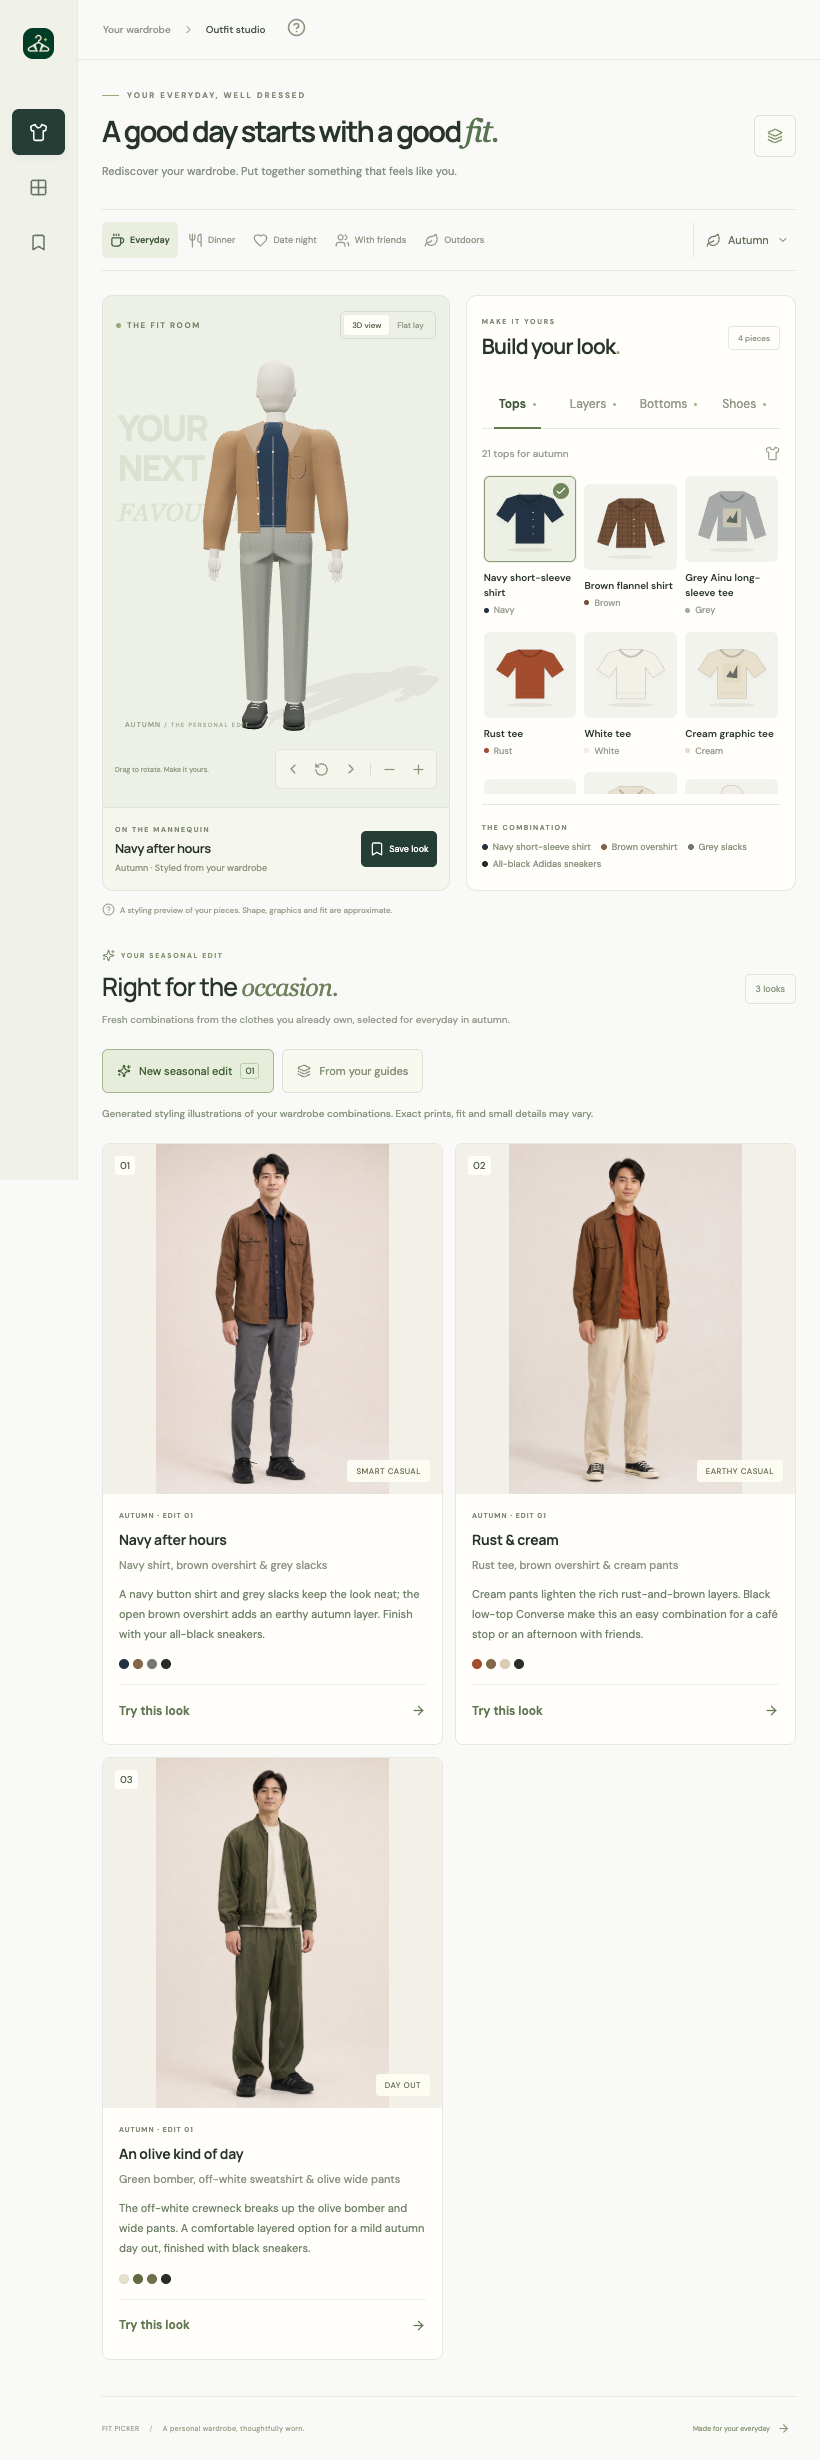 Your wardrobe > Outfit studio
YOUR EVERYDAY, WELL DRESSED
A good day starts with a good fit.
Rediscover your wardrobe. Put together something that feels like you.
Everyday Dinner Date night With friends Outdoors Autumn
THE FIT ROOM 3D view Flat lay
YOUR
NEXT
FAVOU
AUTUMN / THE PERSONAL ED
Drag to rotate. Make it yours.
ON THE MANNEQUIN
Navy after hours
Autumn · Styled from your wardrobe
Save look
MAKE IT YOURS
Build your look.
4 pieces
Tops Layers Bottoms Shoes
21 tops for autumn
Navy short-sleeve
shirt
Navy
Brown flannel shirt
Brown
Grey Ainu long-
sleeve tee
Grey
Rust tee
Rust
White tee
White
Cream graphic tee
Cream
THE COMBINATION
Navy short-sleeve shirt Brown overshirt Grey slacks
All-black Adidas sneakers
A styling preview of your pieces. Shape, graphics and fit are approximate.
YOUR SEASONAL EDIT
Right for the occasion.
3 looks
Fresh combinations from the clothes you already own, selected for everyday in autumn.
New seasonal edit 01 From your guides
Generated styling illustrations of your wardrobe combinations. Exact prints, fit and small details may vary.
01
SMART CASUAL
AUTUMN · EDIT 01
Navy after hours
Navy shirt, brown overshirt & grey slacks
A navy button shirt and grey slacks keep the look neat; the
open brown overshirt adds an earthy autumn layer. Finish
with your all-black sneakers.
Try this look
02
EARTHY CASUAL
AUTUMN · EDIT 01
Rust & cream
Rust tee, brown overshirt & cream pants
Cream pants lighten the rich rust-and-brown layers. Black
low-top Converse make this an easy combination for a café
stop or an afternoon with friends.
Try this look
03
DAY OUT
AUTUMN · EDIT 01
An olive kind of day
Green bomber, off-white sweatshirt & olive wide pants
The off-white crewneck breaks up the olive bomber and
wide pants. A comfortable layered option for a mild autumn
day out, finished with black sneakers.
Try this look
FIT PICKER / A personal wardrobe, thoughtfully worn.
Made for your everyday